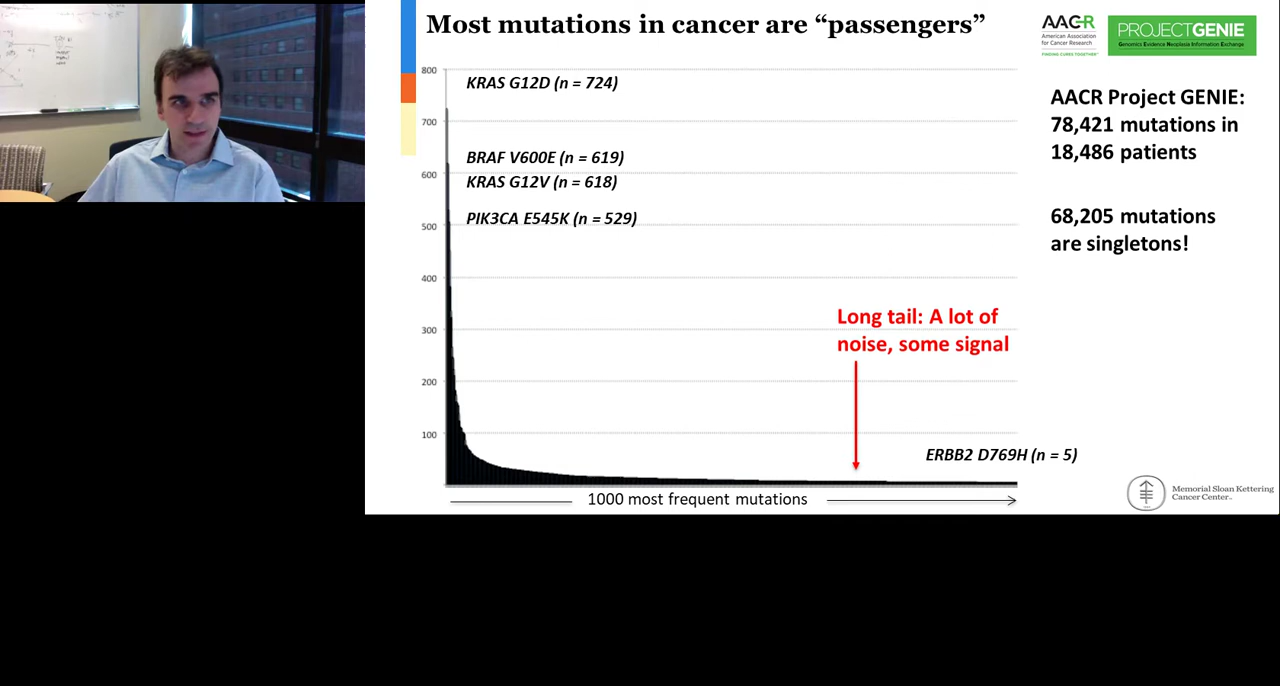 Most mutations in cancer are “passengers”
AACR
American Association
for Cancer Research
FINDING CURES TOGETHER
PROJECT GENIE
Genomics Evidence Neoplasia Information Exchange
800
700
600
500
400
300
200
100
KRAS G12D (n = 724)
BRAF V600E (n = 619)
KRAS G12V (n = 618)
PIK3CA E545K (n = 529)
Long tail: A lot of
noise, some signal
ERBB2 D769H (n = 5)
1000 most frequent mutations
AACR Project GENIE:
78,421 mutations in
18,486 patients
68,205 mutations
are singletons!
Memorial Sloan Kettering
Cancer Center